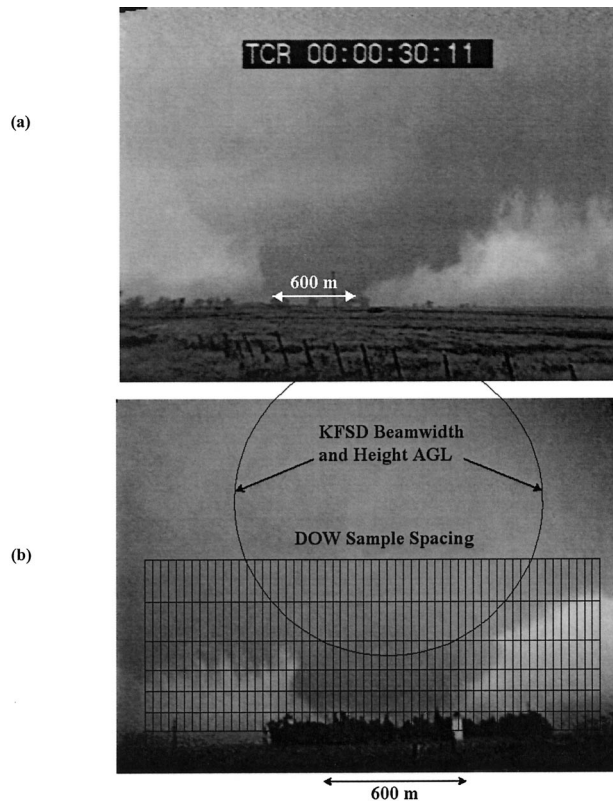 (a)
TCR 00:00:30:11
600 m
KFSD Beamwidth
and Height AGL
DOW Sample Spacing
(b)
600 m